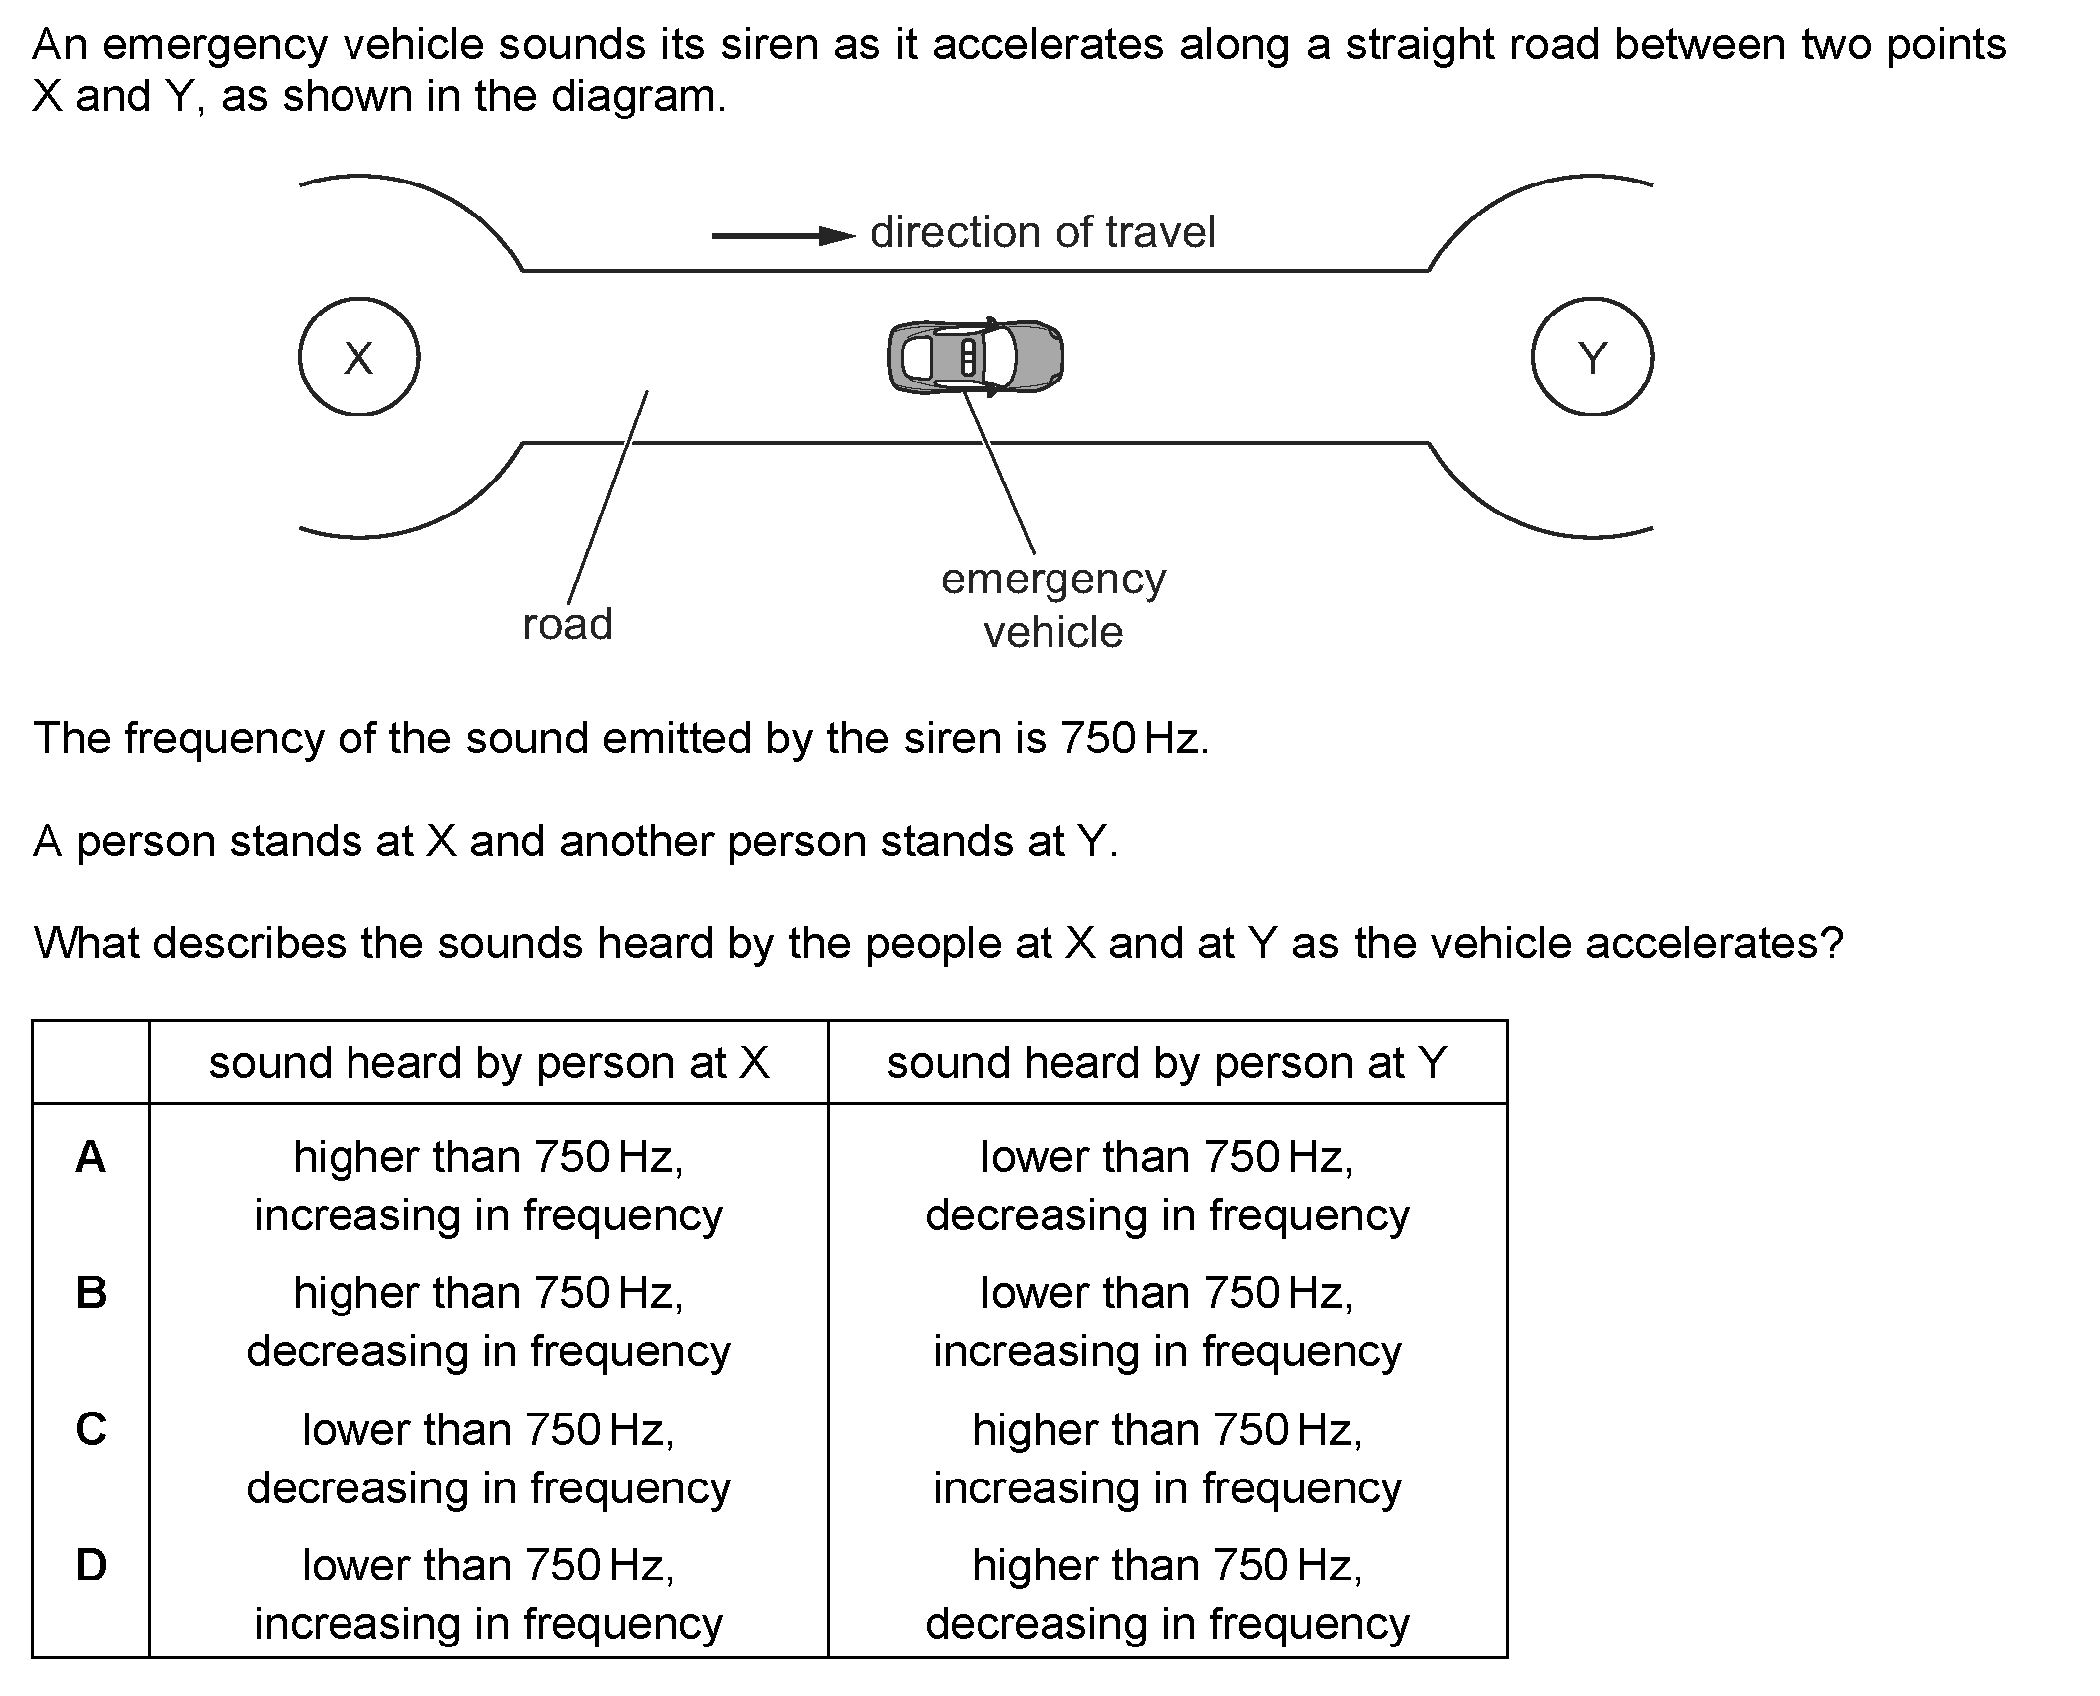 An emergency vehicle sounds its siren as it accelerates along a straight road between two points
X and Y, as shown in the diagram.
direction of travel
X
Y
emergency
vehicle
road
The frequency of the sound emitted by the siren is 750 Hz.
A person stands at X and another person stands at Y.
What describes the sounds heard by the people at X and at Y as the vehicle accelerates?
sound heard by person at X sound heard by person at Y
A higher than 750 Hz, lower than 750 Hz,
increasing in frequency decreasing in frequency
B higher than 750 Hz, lower than 750 Hz,
decreasing in frequency increasing in frequency
C lower than 750 Hz, higher than 750 Hz,
decreasing in frequency increasing in frequency
D lower than 750 Hz, higher than 750 Hz,
increasing in frequency decreasing in frequency